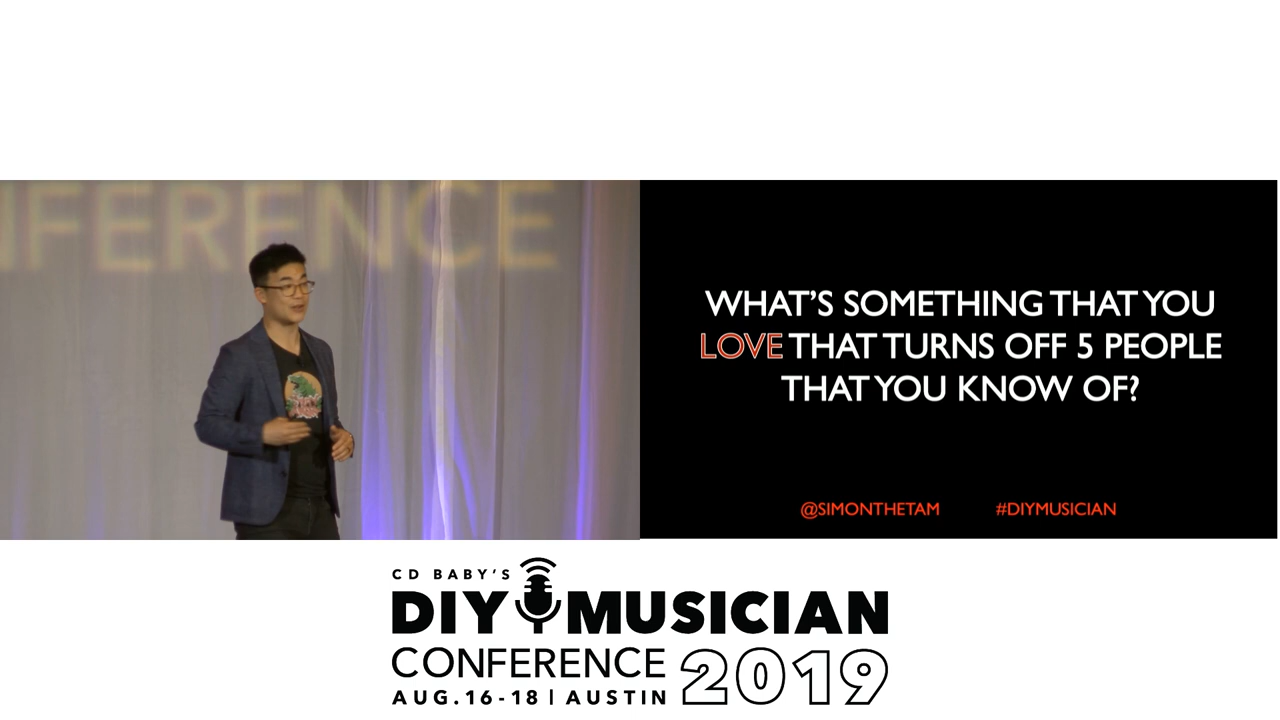 NFERENCE
WHAT'S SOMETHING THAT YOU
LOVE THAT TURNS OFF 5 PEOPLE
THAT YOU KNOW OF?
@SIMONTHETAM #DIYMUSICIAN
CD BABY'S
DIY MUSICIAN
CONFERENCE 2019
AUG.16-18 | AUSTIN